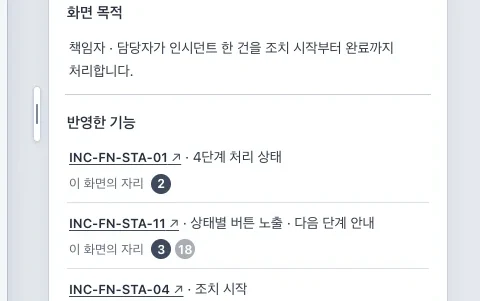 화면 목적
책임자 · 담당자가 인시던트 한 건을 조치 시작부터 완료까지
처리합니다.
반영한 기능
INC-FN-STA-01 ↗ · 4단계 처리 상태
이 화면의 자리 2
INC-FN-STA-11 ↗ · 상태별 버튼 노출 · 다음 단계 안내
이 화면의 자리 3 18
INC-FN-STA-04 ↗ · 조치 시작